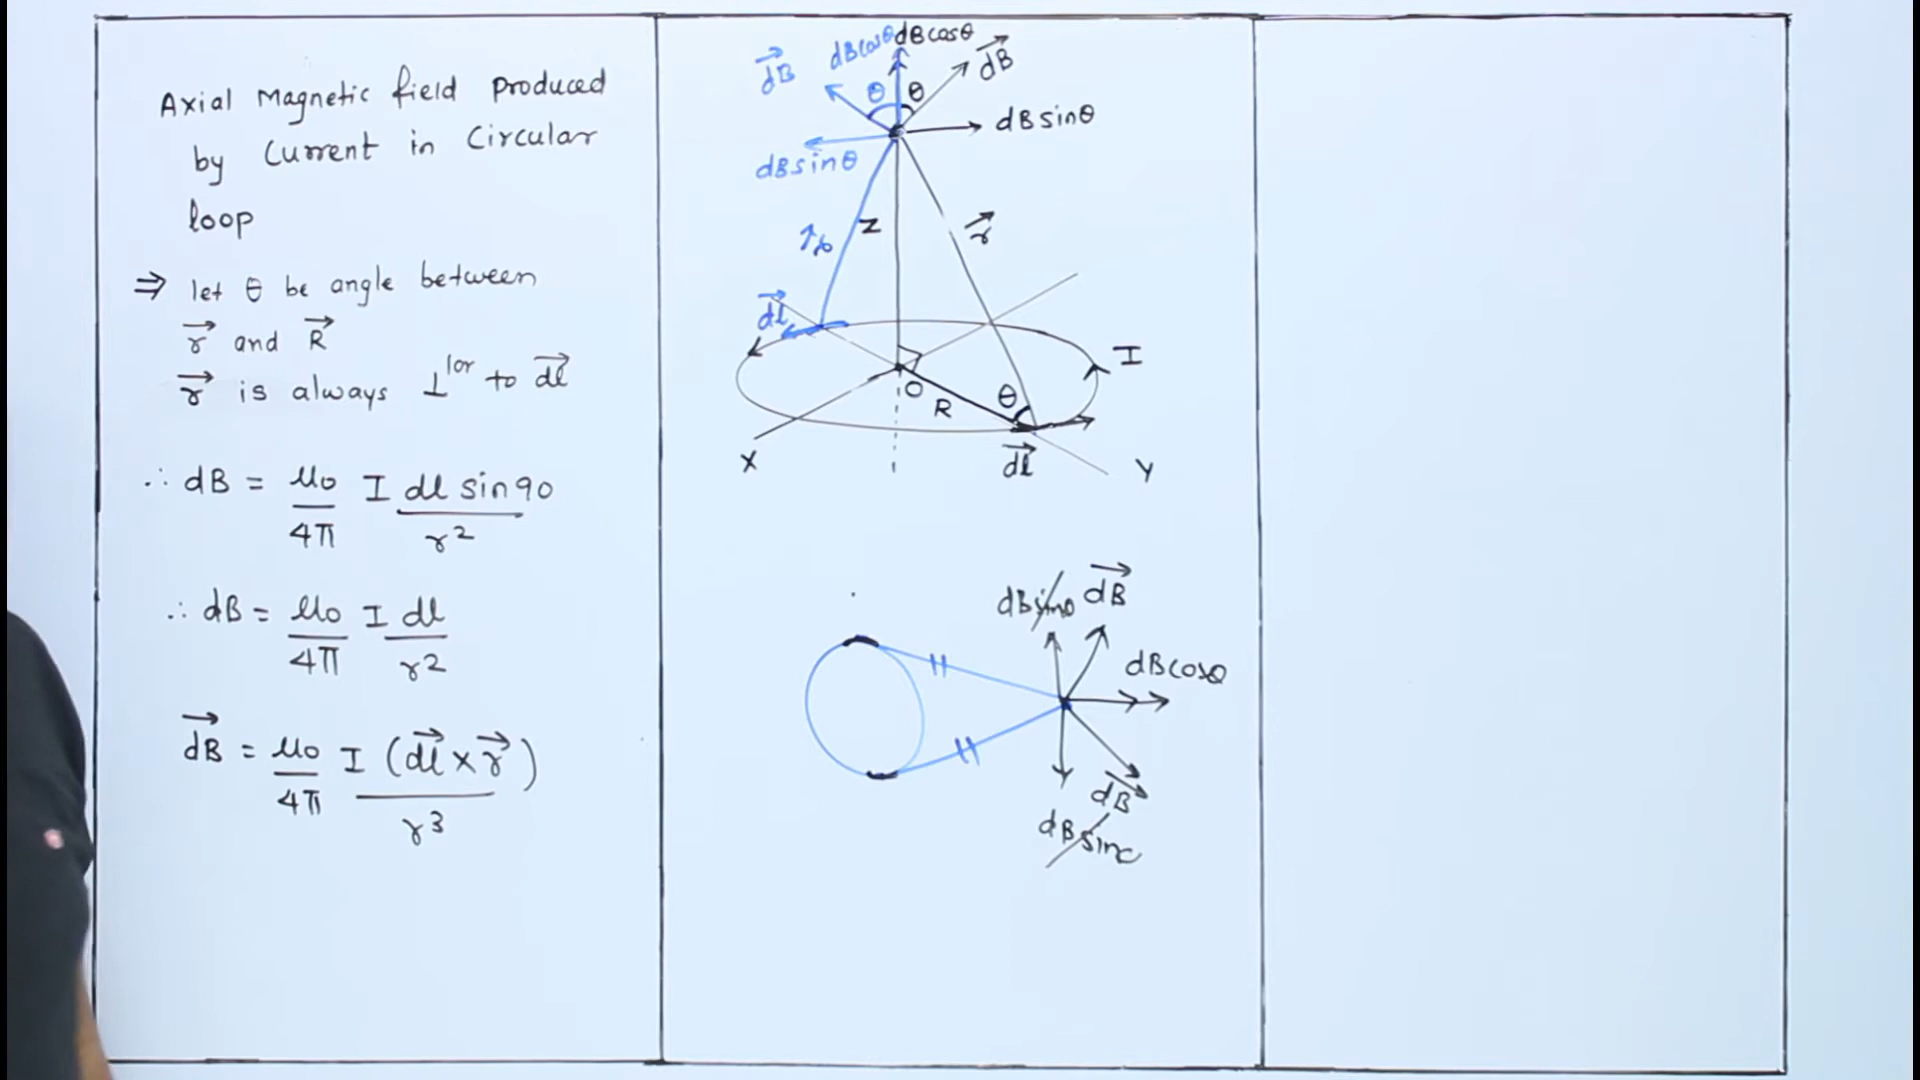 Axial Magnetic field produced
by Current in Circular
loop
⇒ let θ be angle between
r⃗ and R⃗
r⃗ is always ⊥lar to dl⃗
∴ dB = μ0/4π I dl sin90/r²
∴ dB = μ0/4π I dl/r²
dB⃗ = μ0/4π I (dl⃗ × r⃗)/r³
dB⃗ dBcosθ dBcosθ dB⃗
θ θ
dBsinθ
dBsinθ
Z
r⃗
dl⃗
I
O R θ
X dl⃗ Y
dBsinθ dB⃗
dBcosθ
dB⃗
dBsin